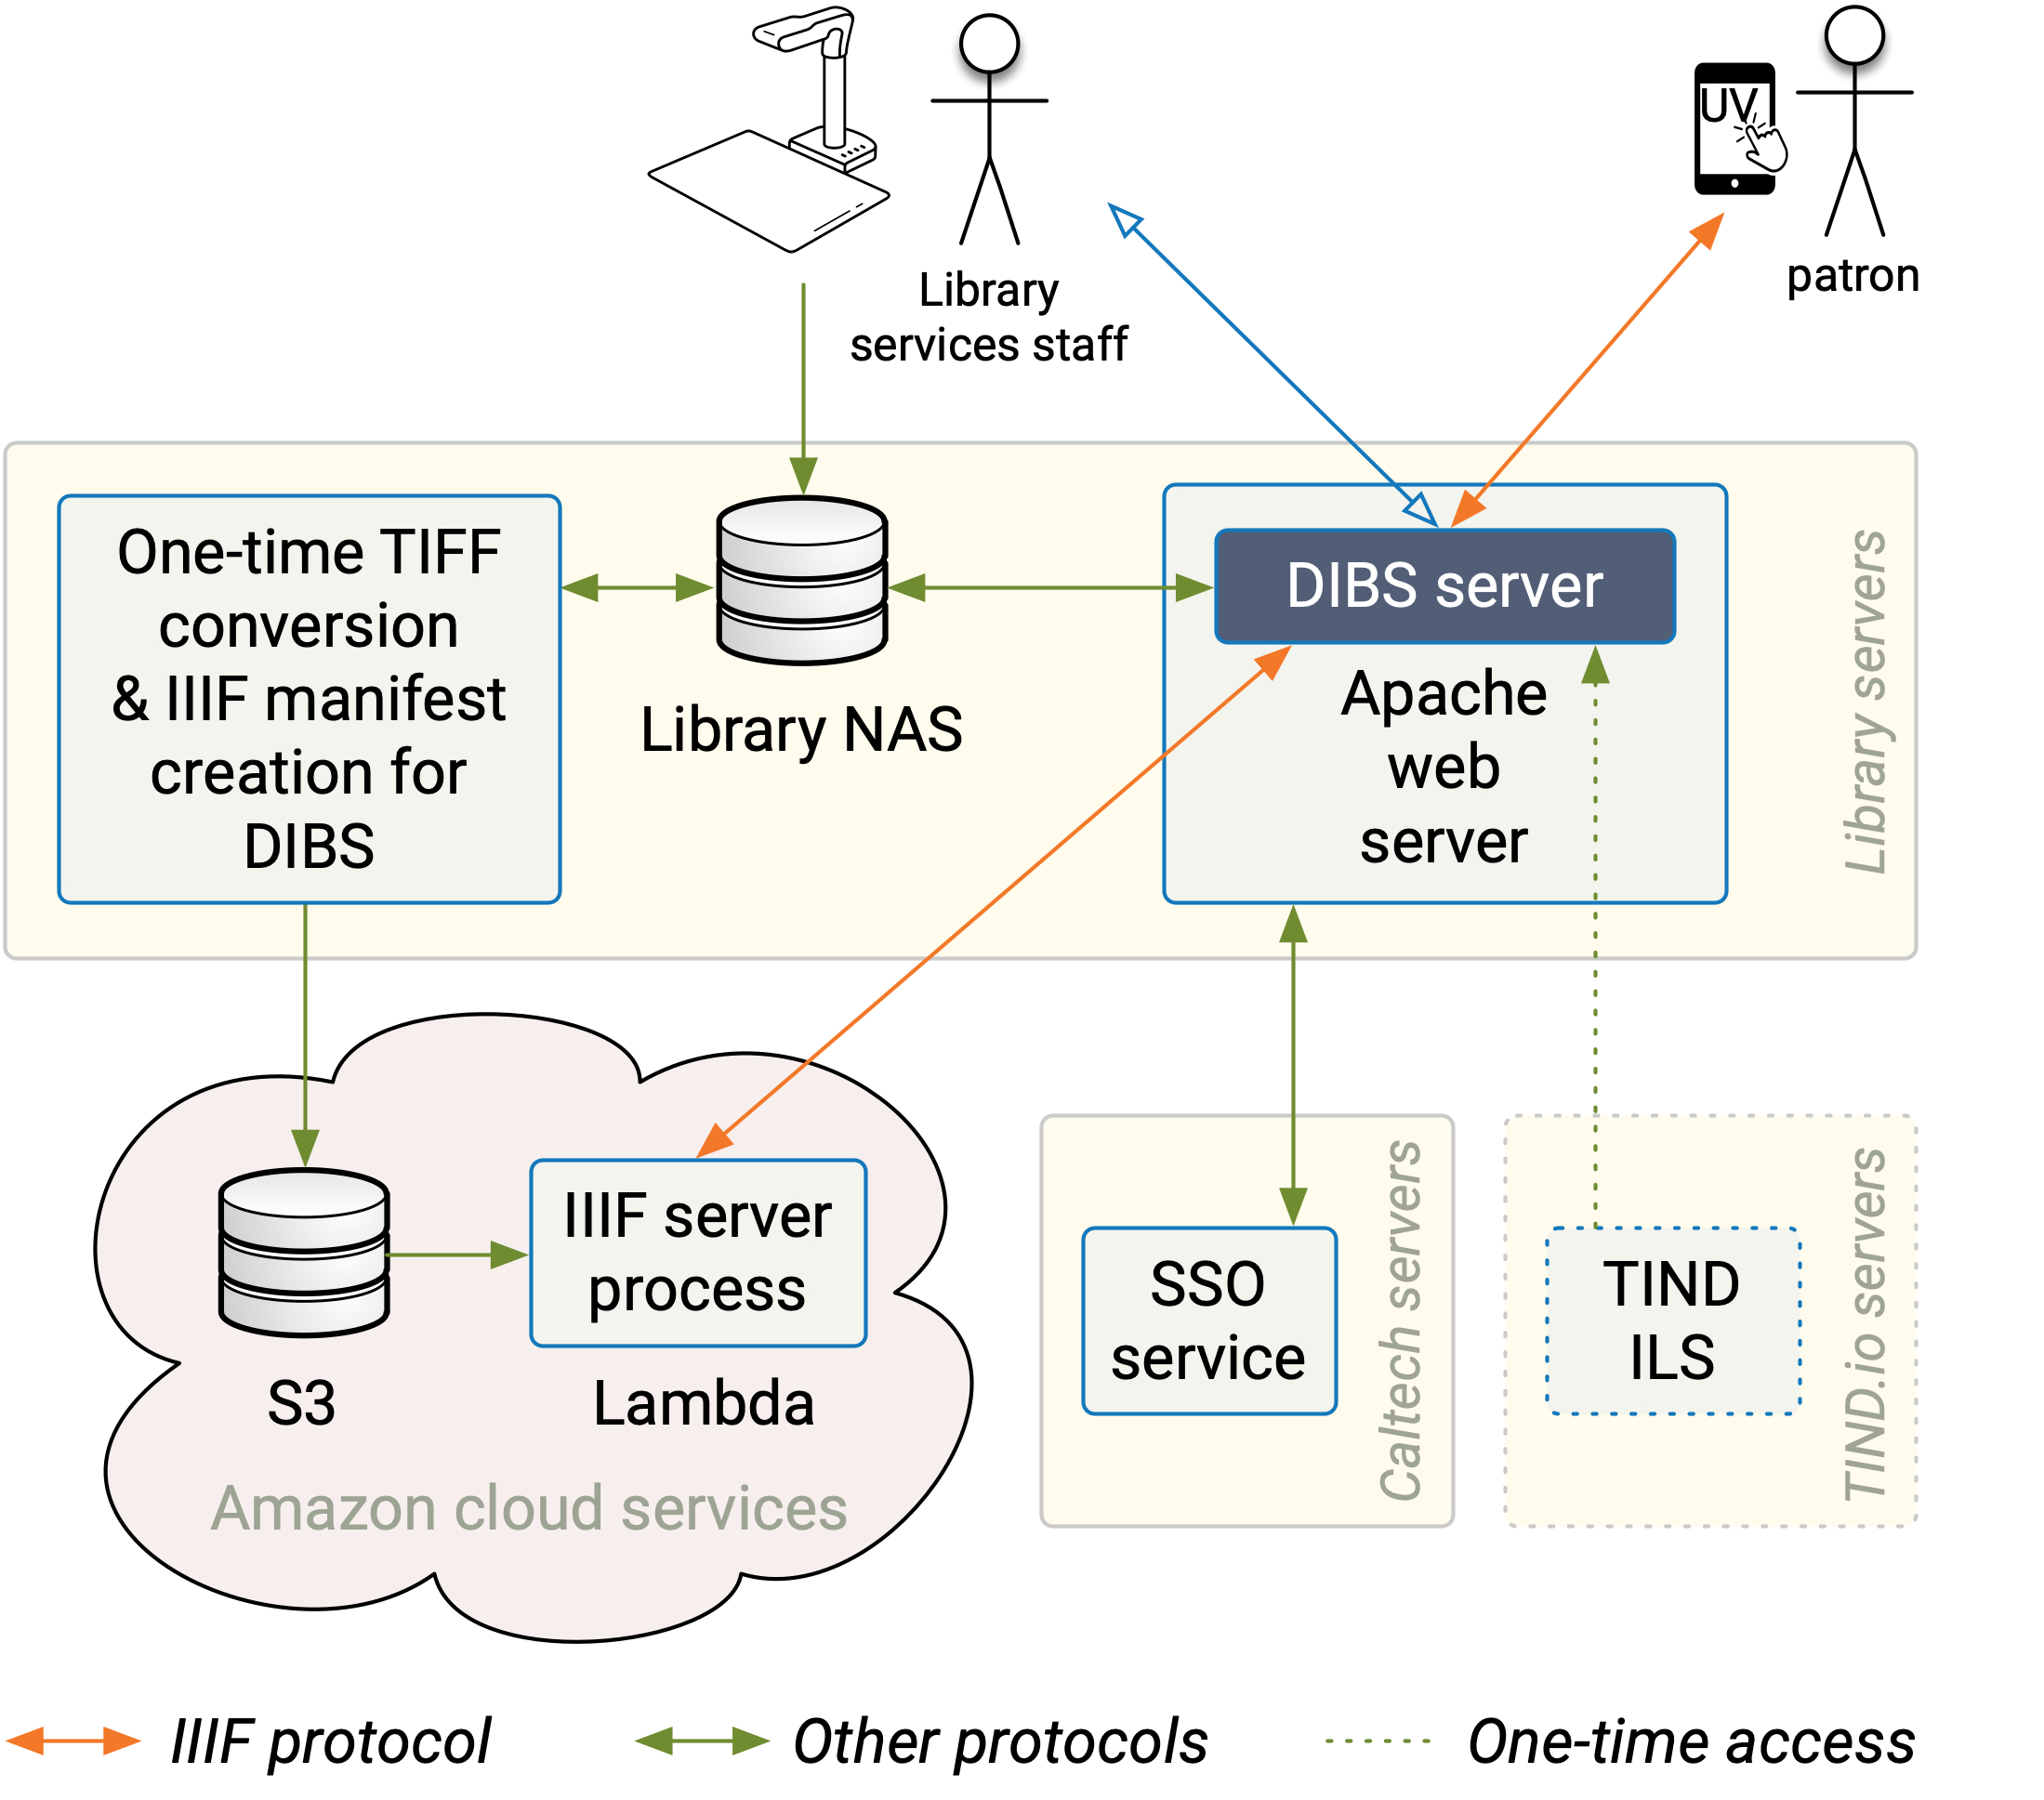 UV
Library
services staff
patron
One-time TIFF
conversion
& IIIF manifest
creation for
DIBS
Library NAS
DIBS server
Apache
web
server
Library servers
S3
IIIF server
process
Lambda
Amazon cloud services
SSO
service
Caltech servers
TIND
ILS
TIND.io servers
IIIF protocol
Other protocols
One-time access